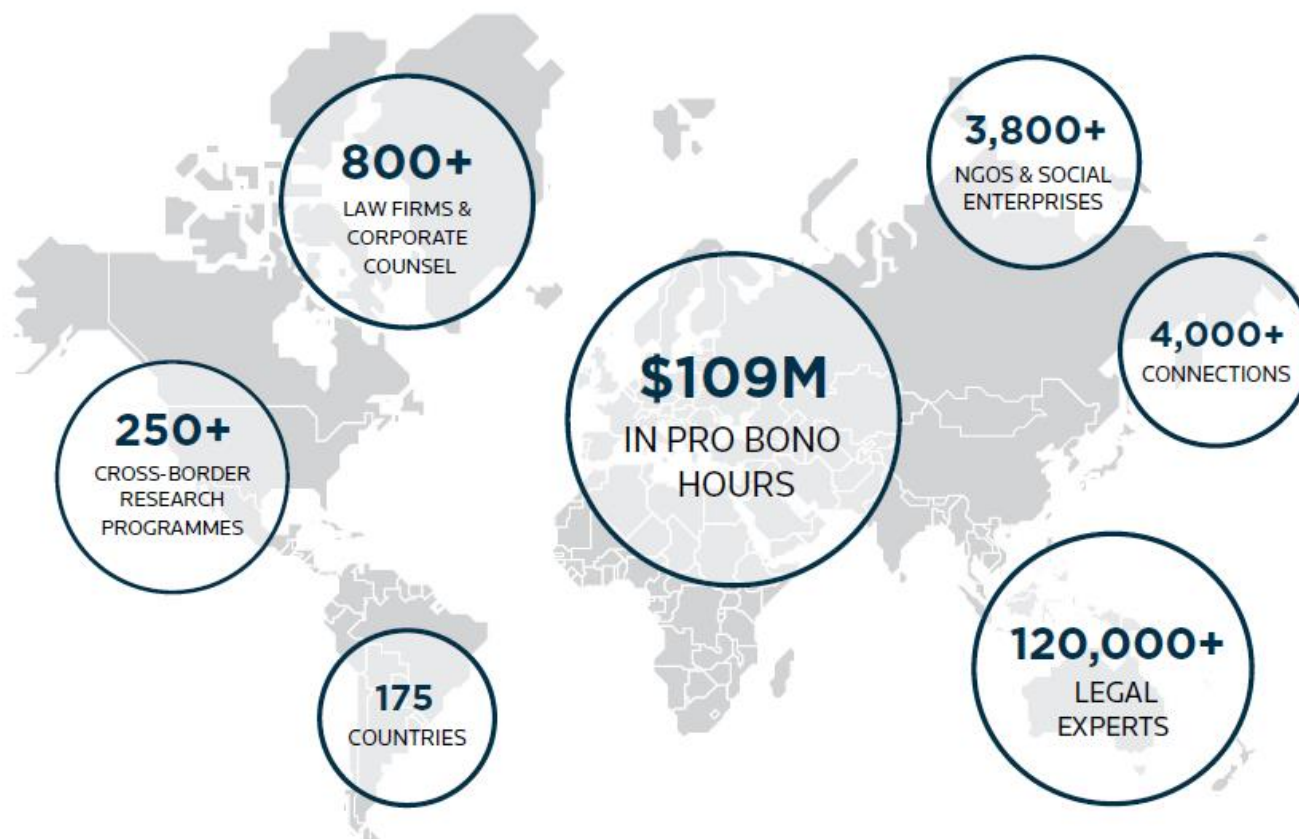 800+
LAW FIRMS &
CORPORATE
COUNSEL
3,800+
NGOS & SOCIAL
ENTERPRISES
4,000+
CONNECTIONS
$109M
IN PRO BONO
HOURS
250+
CROSS-BORDER
RESEARCH
PROGRAMMES
175
COUNTRIES
120,000+
LEGAL
EXPERTS